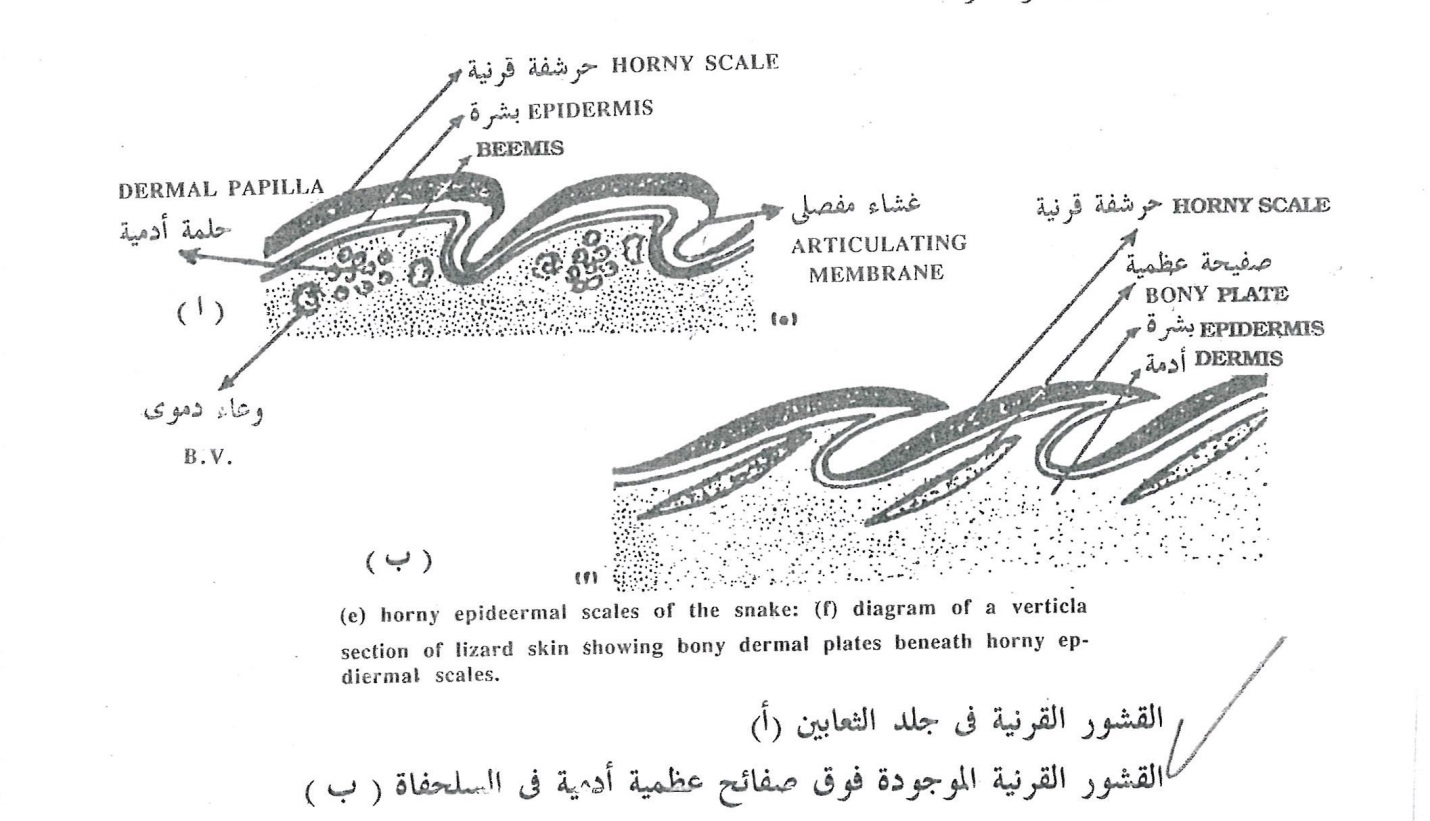 حرشفة قرنية HORNY SCALE
بشرة EPIDERMIS
BEEMIS
DERMAL PAPILLA
حلمة أدمية
غشاء مفصلى
ARTICULATING
MEMBRANE
( ا )
(e)
وعاء دموى
B.V.
حرشفة قرنية HORNY SCALE
صفيحة عظمية
BONY PLATE
بشرة EPIDERMIS
أدمة DERMIS
( ب )
(f)
(e) horny epideermal scales of the snake: (f) diagram of a verticla
section of lizard skin showing bony dermal plates beneath horny ep-
diermal scales.
القشور القرنية فى جلد الثعابين (أ)
القشور القرنية الموجودة فوق صفائح عظمية أدمية فى السلحفاة ( ب )